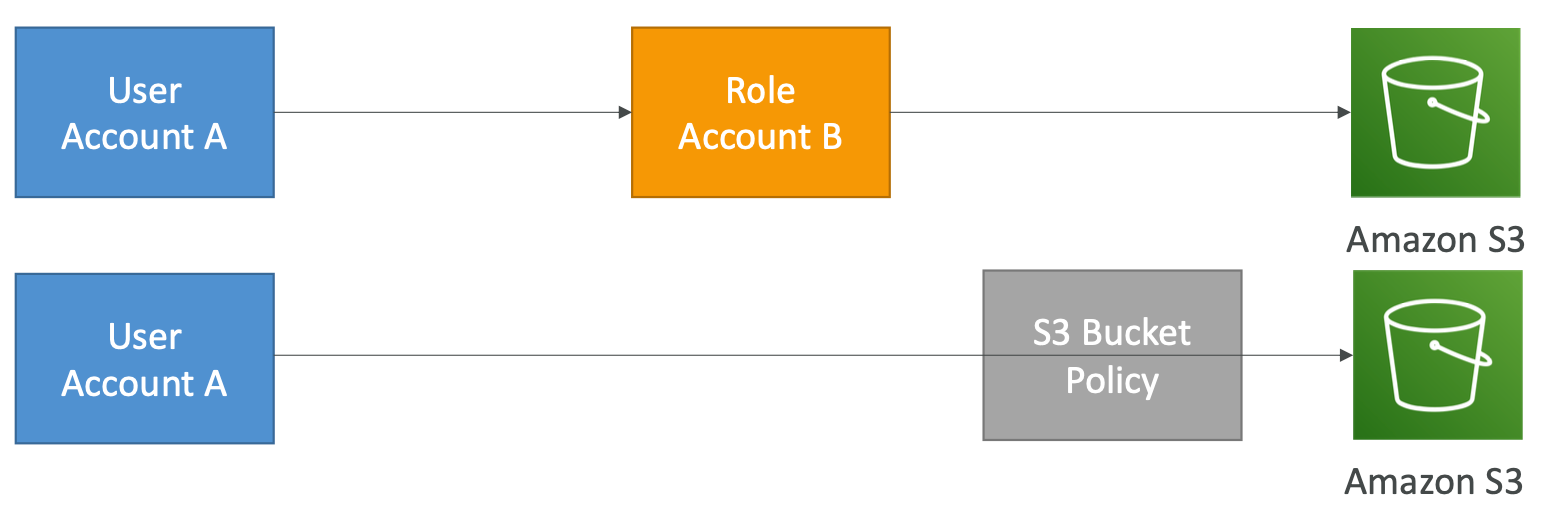 User
Account A
Role
Account B
Amazon S3
User
Account A
S3 Bucket
Policy
Amazon S3